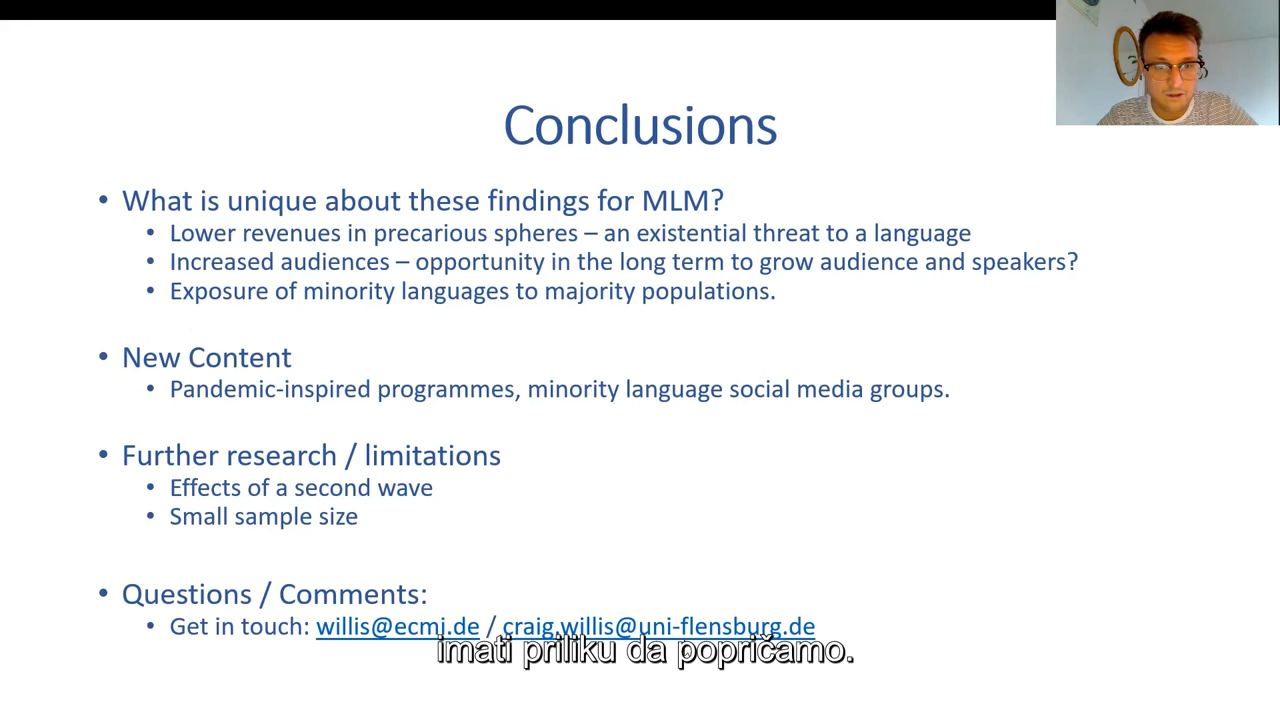 Conclusions
• What is unique about these findings for MLM?
• Lower revenues in precarious spheres – an existential threat to a language
• Increased audiences – opportunity in the long term to grow audience and speakers?
• Exposure of minority languages to majority populations.
• New Content
• Pandemic-inspired programmes, minority language social media groups.
• Further research / limitations
• Effects of a second wave
• Small sample size
• Questions / Comments:
• Get in touch: willis@ecmi.de / craig.willis@uni-flensburg.de
imati priliku da popričamo.